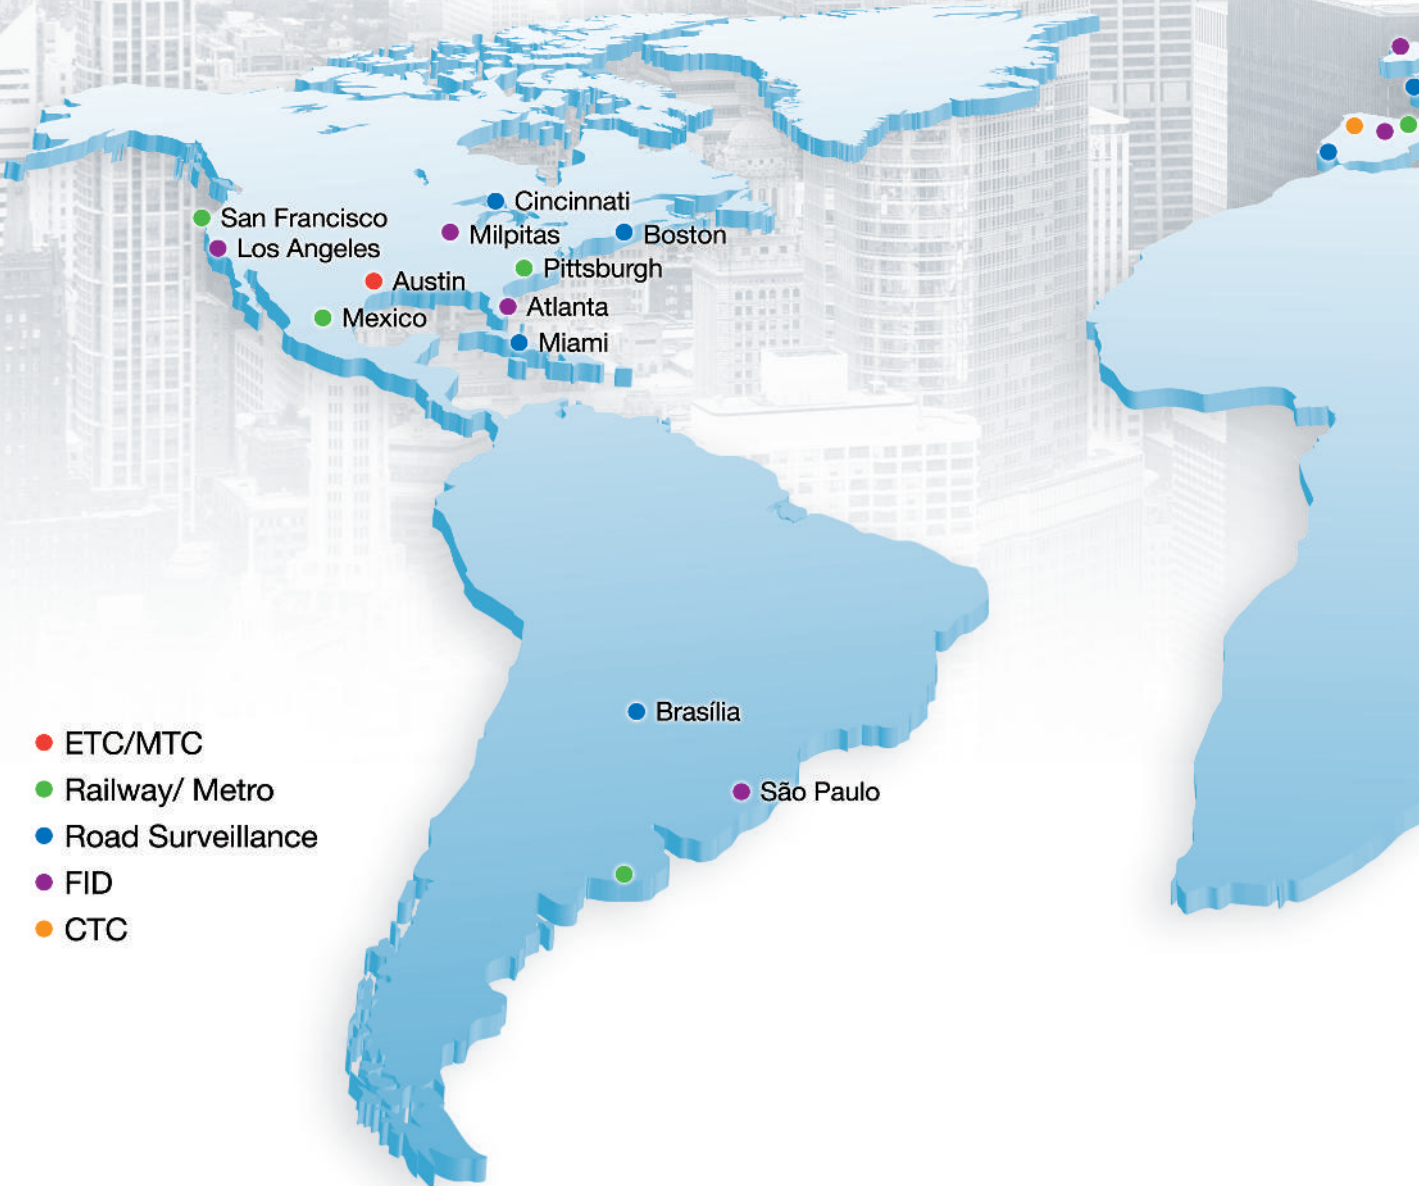 Cincinnati
San Francisco
Milpitas
Boston
Los Angeles
Pittsburgh
Austin
Atlanta
Mexico
Miami
Brasília
São Paulo
ETC/MTC
Railway/ Metro
Road Surveillance
FID
CTC